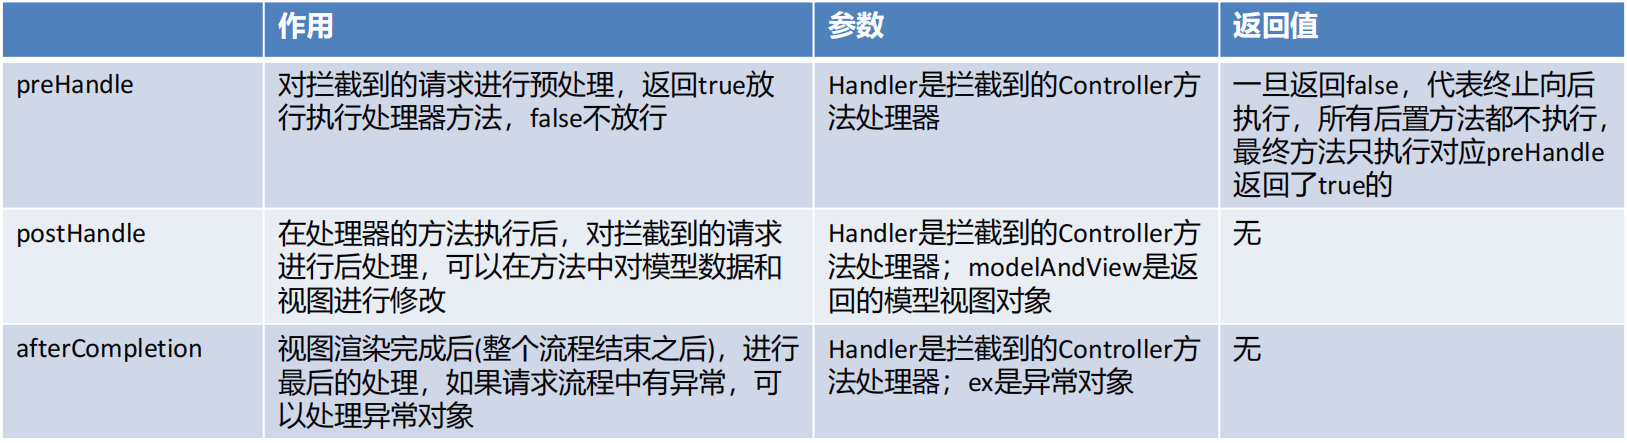 作用
参数
返回值
preHandle
对拦截到的请求进行预处理，返回true放
行执行处理器方法，false不放行
Handler是拦截到的Controller方
法处理器
一旦返回false，代表终止向后
执行，所有后置方法都不执行，
最终方法只执行对应preHandle
返回了true的
postHandle
在处理器的方法执行后，对拦截到的请求
进行后处理，可以在方法中对模型数据和
视图进行修改
Handler是拦截到的Controller方
法处理器；modelAndView是返
回的模型视图对象
无
afterCompletion
视图渲染完成后(整个流程结束之后)，进行
最后的处理，如果请求流程中有异常，可
以处理异常对象
Handler是拦截到的Controller方
法处理器；ex是异常对象
无